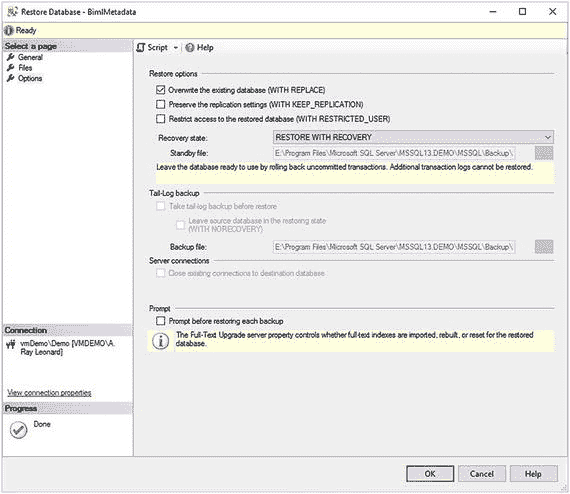 Restore Database - BimlMetadata
Ready
Select a page
General
Files
Options
Script
Help
Restore options
Overwrite the existing database (WITH REPLACE)
Preserve the replication settings (WITH KEEP_REPLICATION)
Restrict access to the restored database (WITH RESTRICTED_USER)
Recovery state:
RESTORE WITH RECOVERY
Standby file:
E:\Program Files\Microsoft SQL Server\MSSQL13.DEMO\MSSQL\Backup\
Leave the database ready to use by rolling back uncommitted transactions. Additional transaction logs cannot be restored.
Tail-Log backup
Take tail-log backup before restore
Leave source database in the restoring state
(WITH NORECOVERY)
Backup file:
E:\Program Files\Microsoft SQL Server\MSSQL13.DEMO\MSSQL\Backup\
Server connections
Close existing connections to destination database
Prompt
Prompt before restoring each backup
The Full-Text Upgrade server property controls whether full-text indexes are imported, rebuilt, or reset for the restored
database.
Connection
vmDemo\Demo [VMDEMO\A.
Ray Leonard]
View connection properties
Progress
Done
OK
Cancel
Help